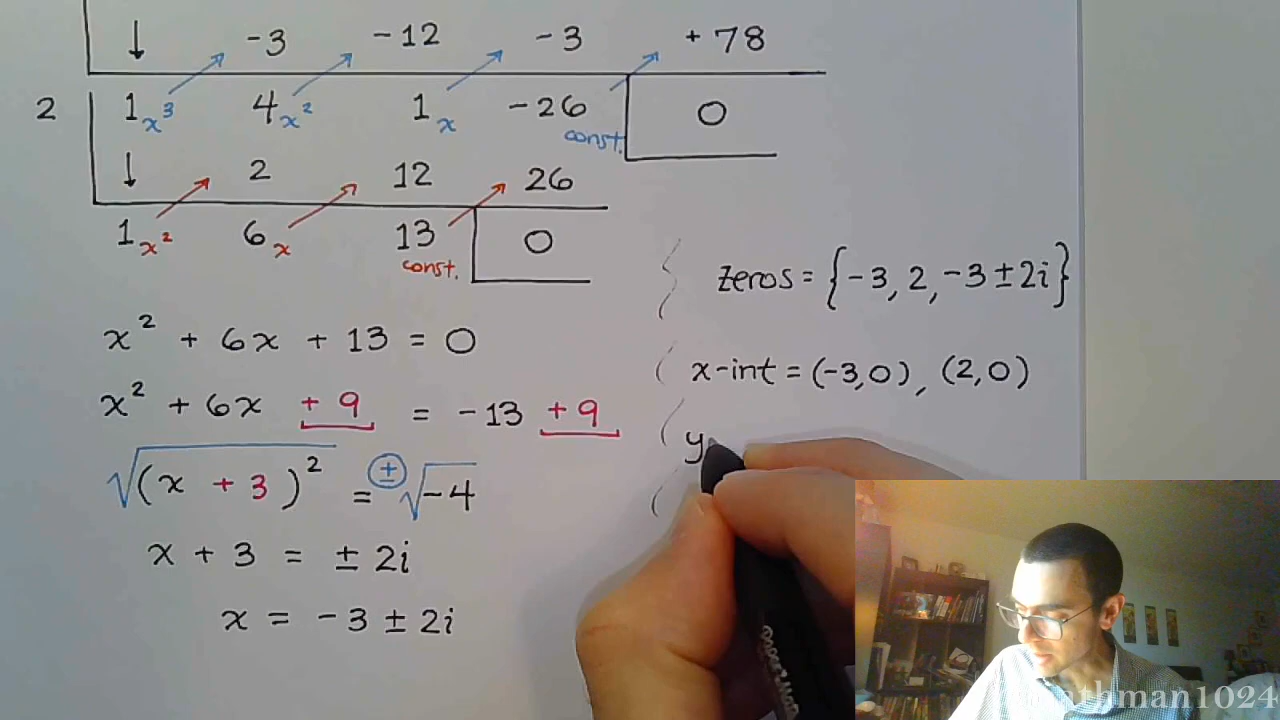 ↓ -3 -12 -3 +78
2 1x³ 4x² 1x -26 const. 0
↓ 2 12 26
1x² 6x 13 const. 0
x² + 6x + 13 = 0
x² + 6x + 9 = -13 + 9
√(x + 3)² = ± √-4
x + 3 = ± 2i
x = -3 ± 2i
zeros = {-3, 2, -3 ± 2i}
x-int = (-3,0), (2,0)
y